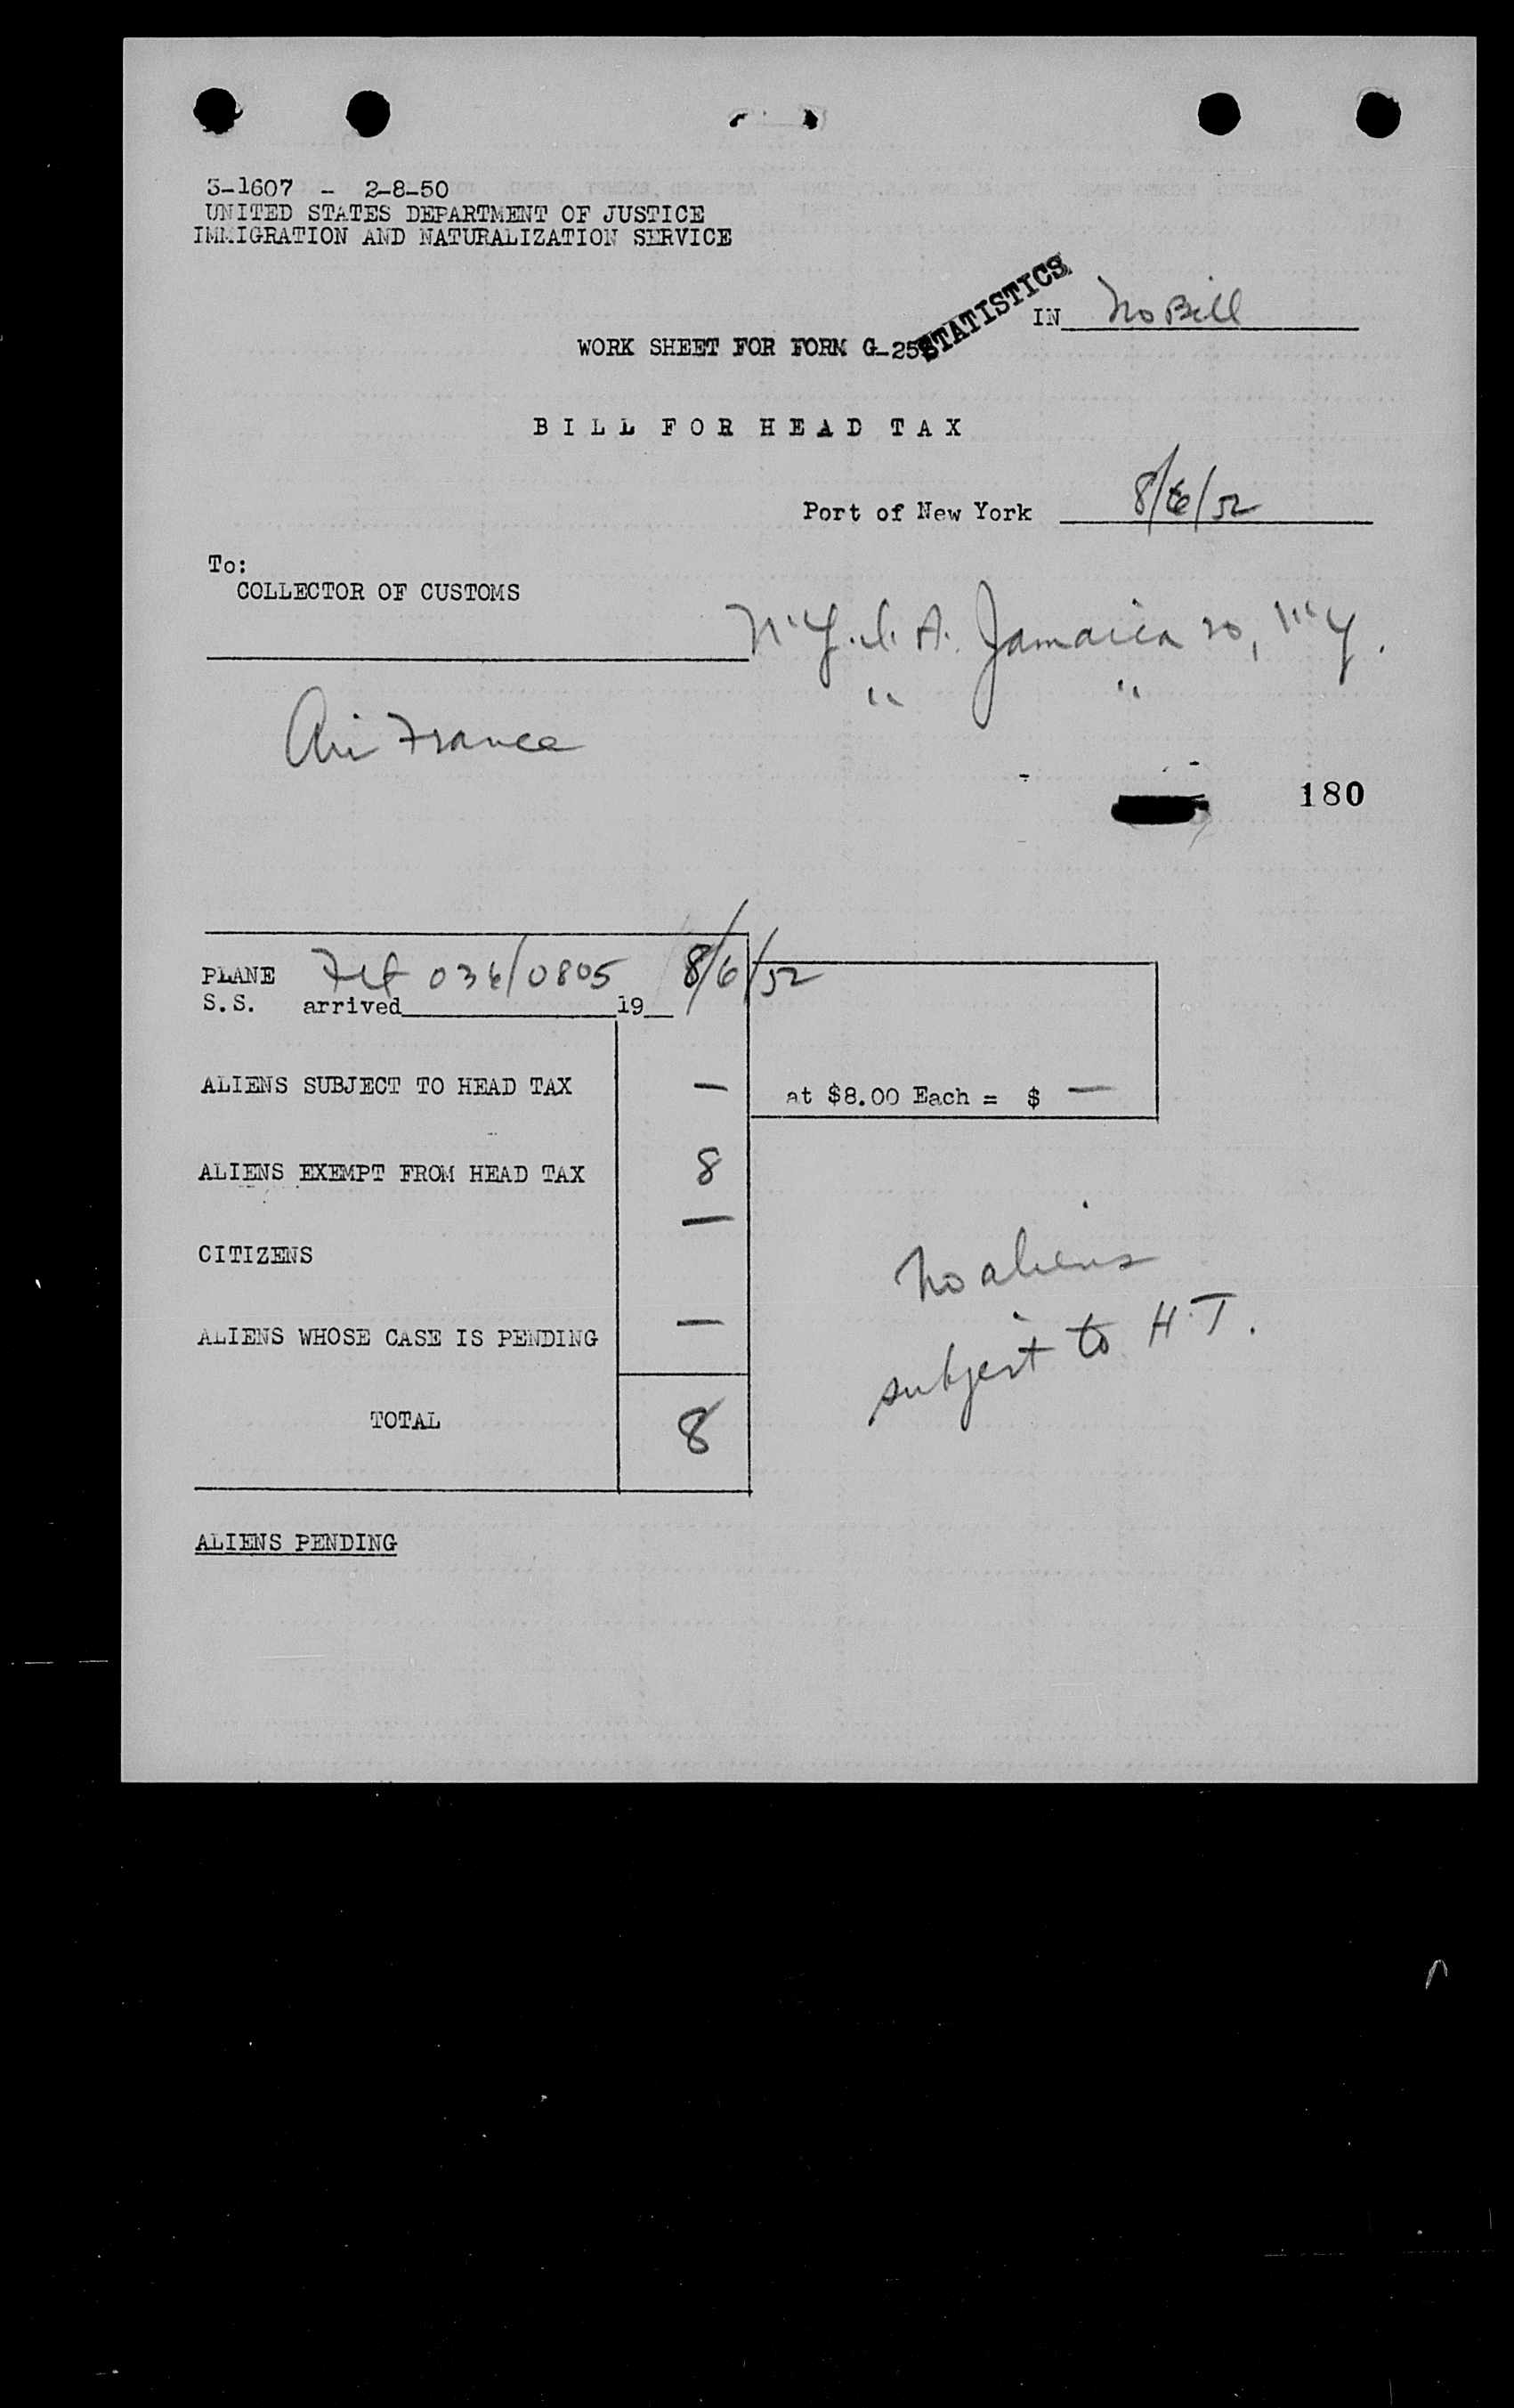 S-1607 - 2-8-50
UNITED STATES DEPARTMENT OF JUSTICE
IMMIGRATION AND NATURALIZATION SERVICE
STATISTICS
IN No Bill
WORK SHEET FOR FORM G-25
BILL FOR HEAD TAX
Port of New York 8/6/52
To:
COLLECTOR OF CUSTOMS
N.Y.I.A. Jamaica 20, N.Y.
" "
Air France
180
PLANE Flt 036/0805 8/6/52
S.S. arrived 19
ALIENS SUBJECT TO HEAD TAX —
at $8.00 Each = $ —
ALIENS EXEMPT FROM HEAD TAX 8
CITIZENS —
No aliens
subject to H.T.
ALIENS WHOSE CASE IS PENDING —
TOTAL 8
ALIENS PENDING